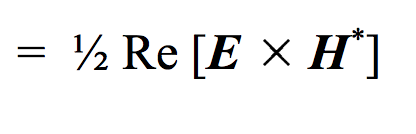 = ½ Re [E × H*]